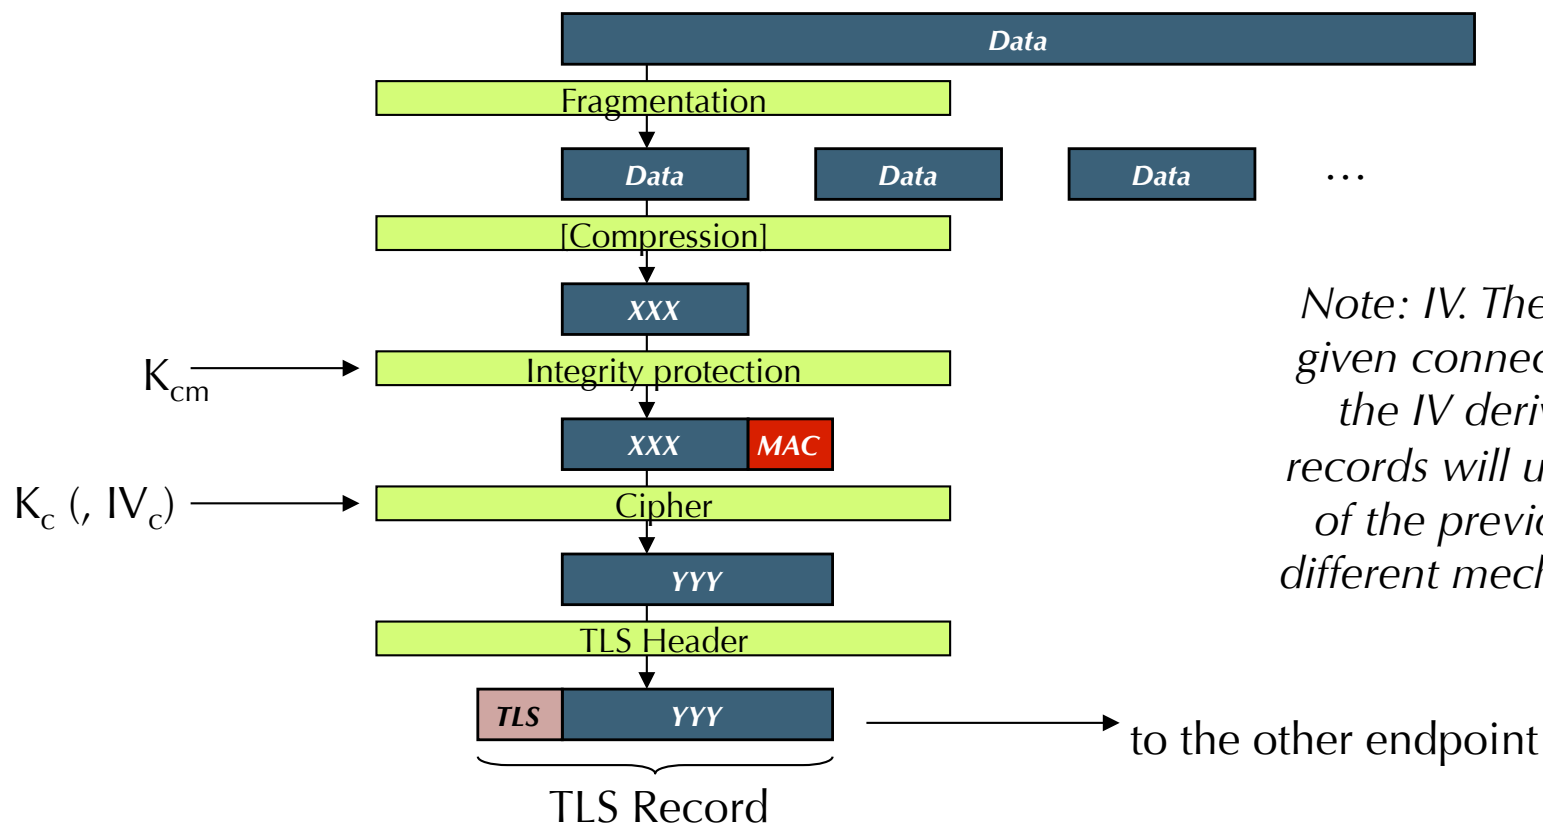 Data
Fragmentation
Data Data Data ...
[Compression]
XXX
Note: IV. The
given connec
the IV deriv
records will u
of the previo
different mech
Kcm
Integrity protection
XXX MAC
Kc (, IVc)
Cipher
YYY
TLS Header
TLS YYY
to the other endpoint
TLS Record